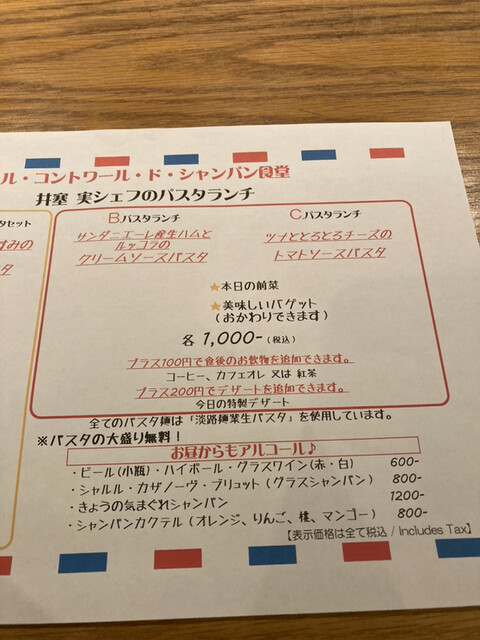 ル・コントワール・ド・シャンパン食堂
井塞 実シェフのパスタランチ
タセット
すみの
タ
Bパスタランチ
サンダニエーレ産生ハムと
ルッコラの
クリームソースパスタ
Cパスタランチ
ツナととろとろチーズの
トマトソースパスタ
★本日の前菜
★美味しいバゲット
(おかわりできます)
各 1,000-(税込)
プラス100円で食後のお飲物を追加できます。
コーヒー、カフェオレ 又は 紅茶
プラス200円でデザートを追加できます。
今日の特製デザート
全てのパスタ麺は「淡路麺業生パスタ」を使用しています。
※パスタの大盛り無料!
お昼からもアルコール♪
・ビール(小瓶)・ハイボール・グラスワイン(赤・白) 600-
・シャルル・カザノーヴ・ブリュット(グラスシャンパン) 800-
・きょうの気まぐれシャンパン 1200-
・シャンパンカクテル(オレンジ、りんご、桃、マンゴー) 800-
【表示価格は全て税込 / Includes Tax】